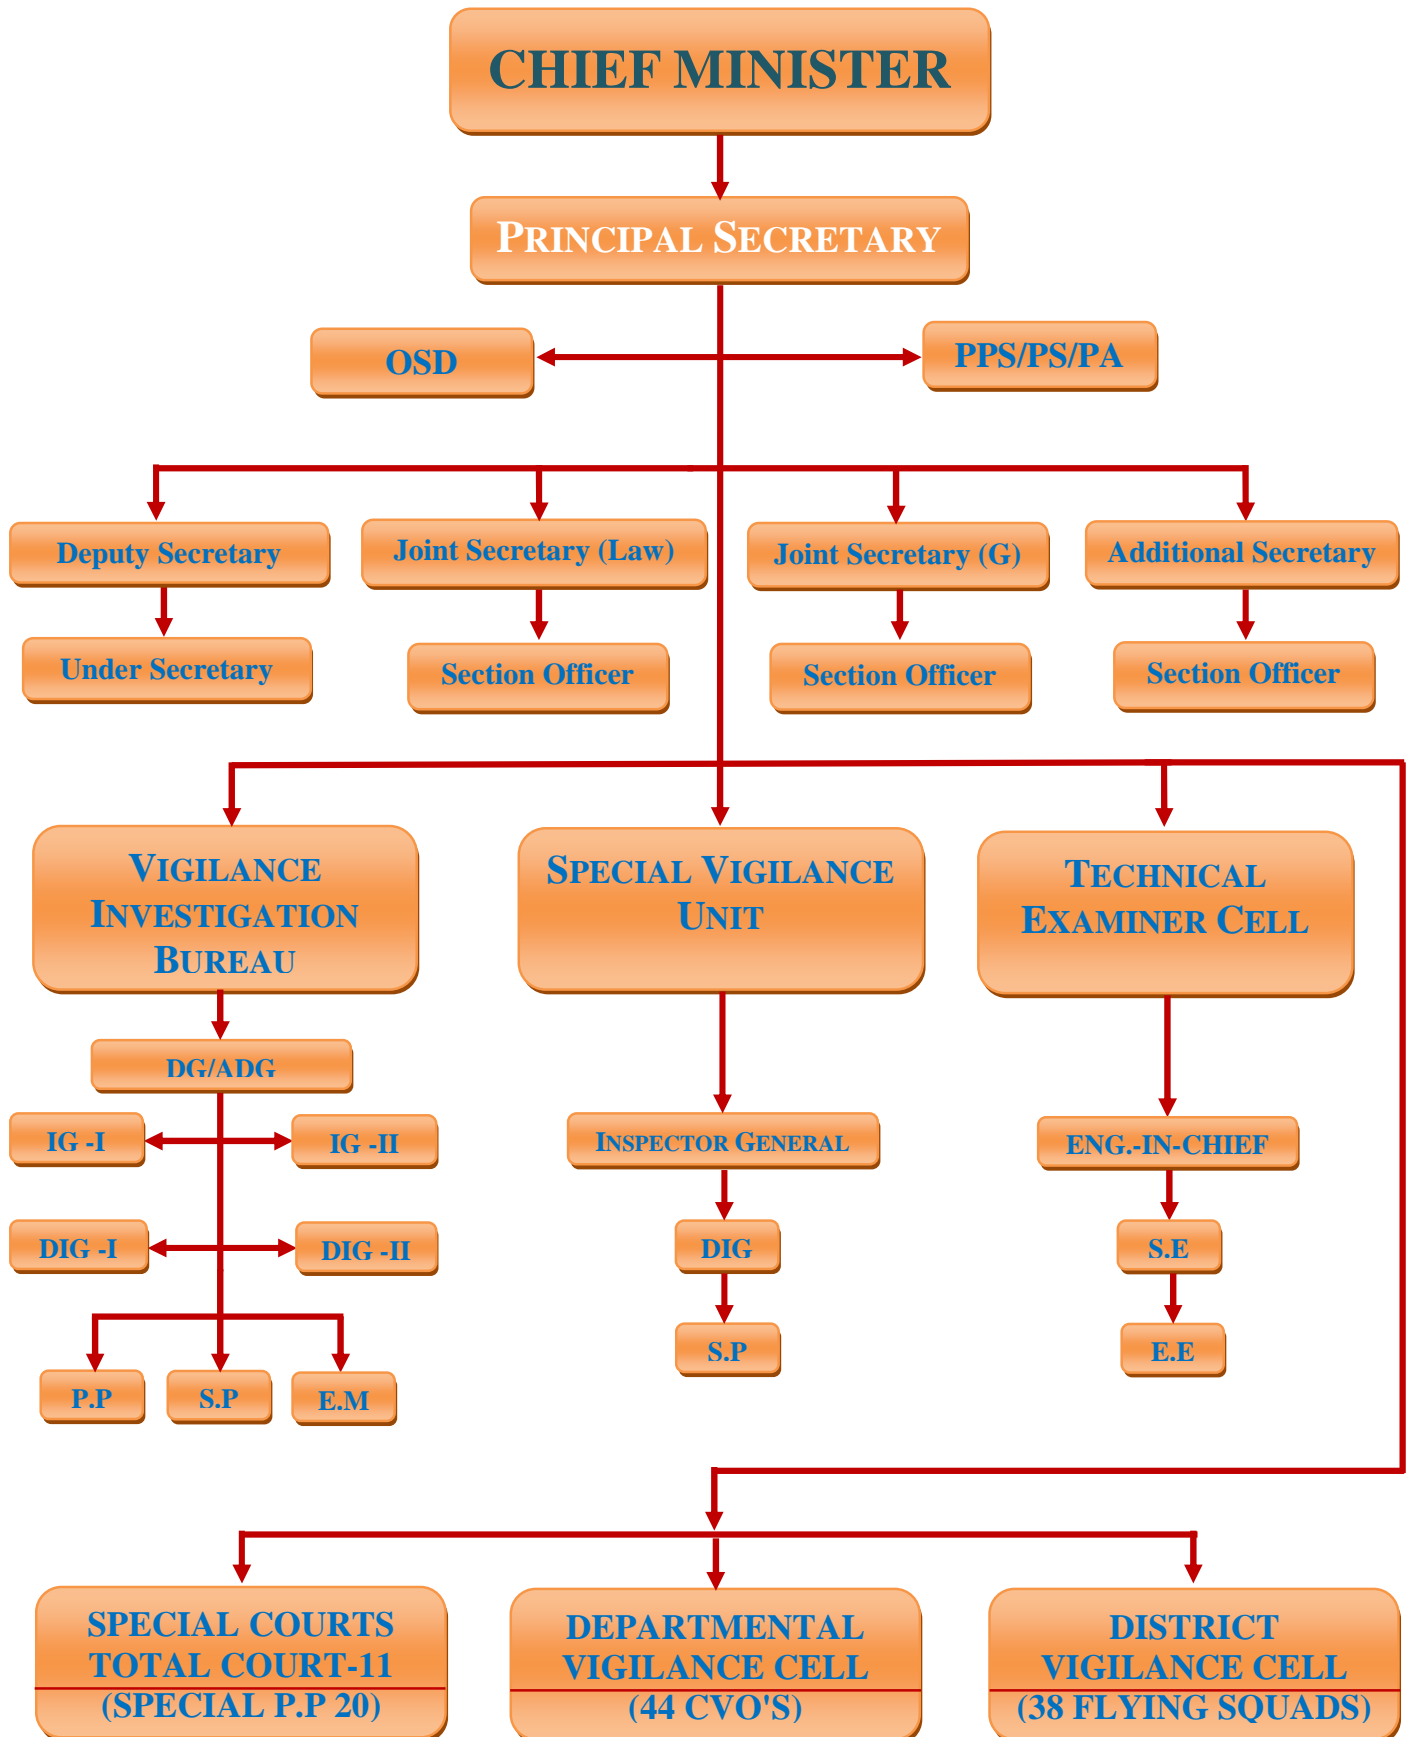 CHIEF MINISTER
PRINCIPAL SECRETARY
OSD
PPS/PS/PA
Deputy Secretary
Joint Secretary (Law)
Joint Secretary (G)
Additional Secretary
Under Secretary
Section Officer
Section Officer
Section Officer
VIGILANCE
INVESTIGATION
BUREAU
SPECIAL VIGILANCE
UNIT
TECHNICAL
EXAMINER CELL
DG/ADG
IG -I
IG -II
INSPECTOR GENERAL
ENG.-IN-CHIEF
DIG -I
DIG -II
DIG
S.E
P.P
S.P
E.M
S.P
E.E
SPECIAL COURTS
TOTAL COURT-11
(SPECIAL P.P 20)
DEPARTMENTAL
VIGILANCE CELL
(44 CVO'S)
DISTRICT
VIGILANCE CELL
(38 FLYING SQUADS)